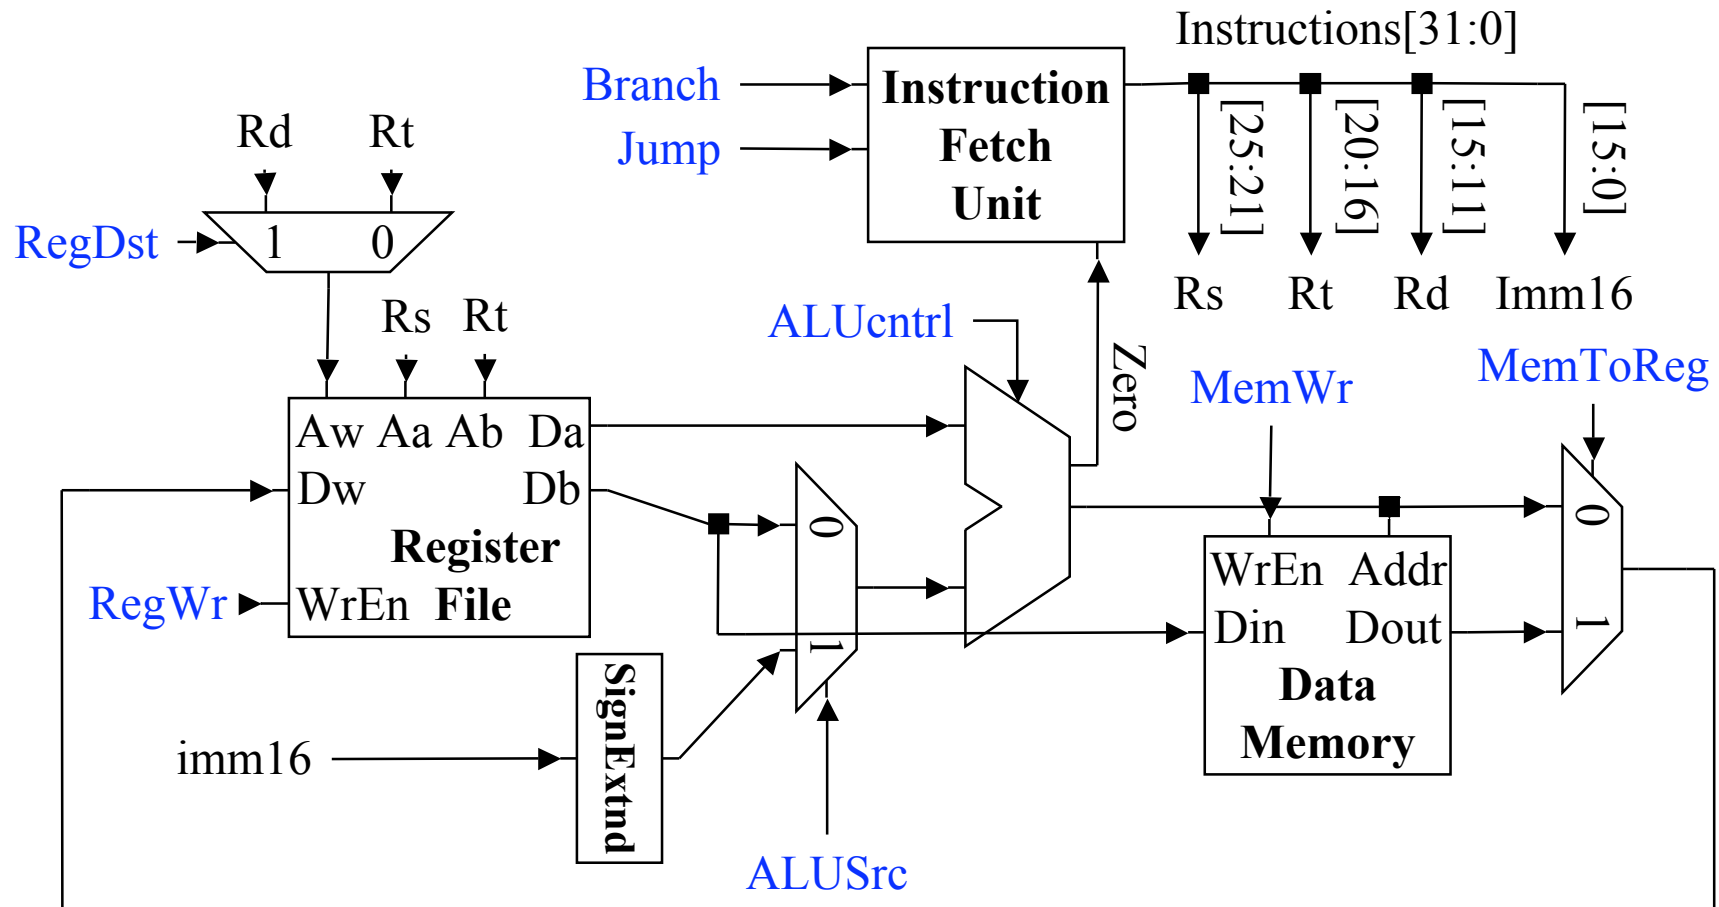 Instructions[31:0]
Branch
Jump
Instruction
Fetch
Unit
[25:21]
[20:16]
[15:11]
[15:0]
Rs
Rt
Rd
Imm16
Rd
Rt
RegDst
1
0
Rs
Rt
ALUcntrl
Zero
MemWr
MemToReg
Aw Aa Ab Da
Dw
Db
Register
File
RegWr
WrEn
0
1
0
1
WrEn Addr
Din
Dout
Data
Memory
SignExtnd
imm16
ALUSrc